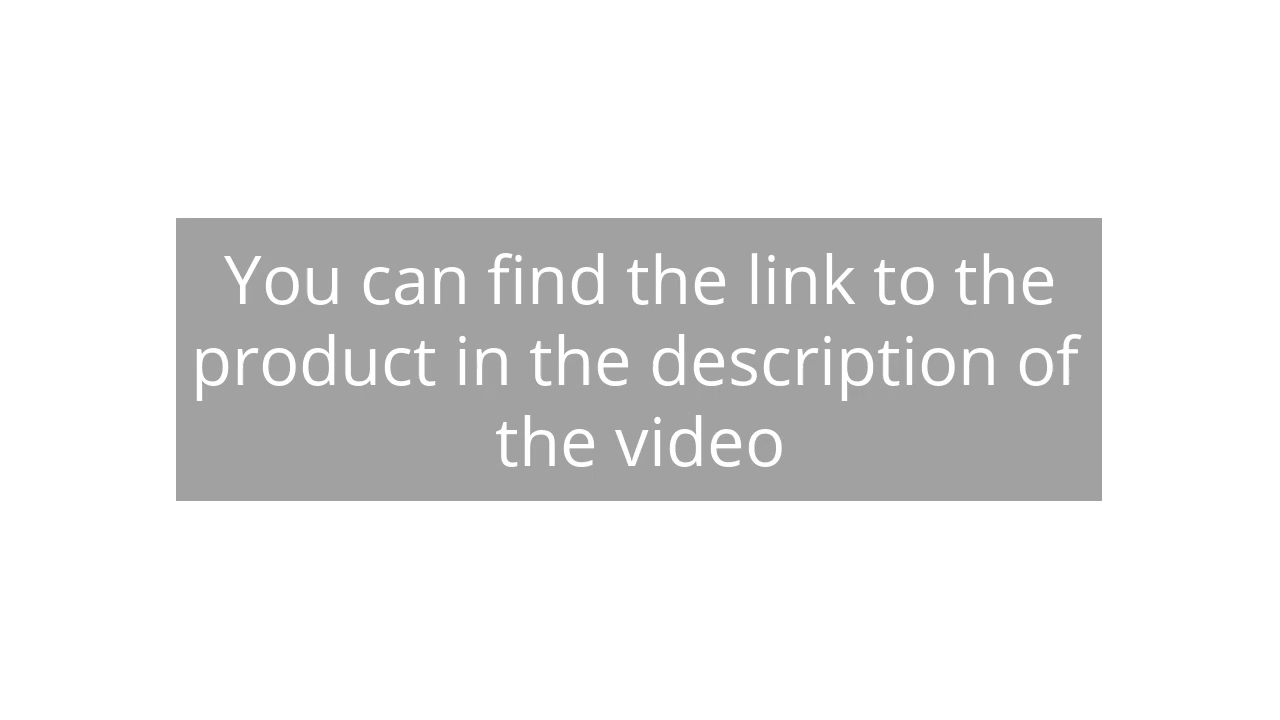 You can find the link to the
product in the description of
the video